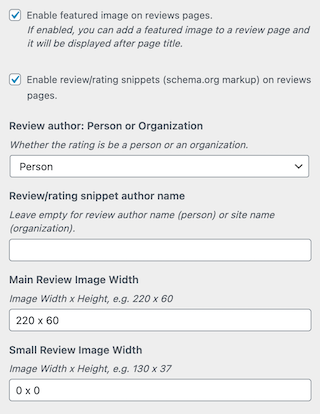 Enable featured image on reviews pages.
If enabled, you can add a featured image to a review page and
it will be displayed after page title.
Enable review/rating snippets (schema.org markup) on reviews
pages.
Review author: Person or Organization
Whether the rating is be a person or an organization.
Person
Review/rating snippet author name
Leave empty for review author name (person) or site name
(organization).
Main Review Image Width
Image Width x Height, e.g. 220 x 60
220 x 60
Small Review Image Width
Image Width x Height, e.g. 130 x 37
0 x 0